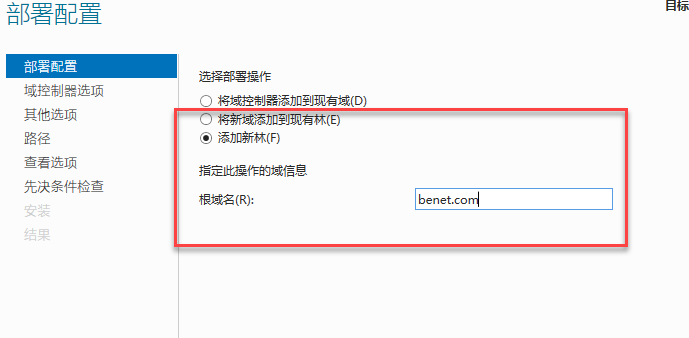 部署配置
目标
部署配置
域控制器选项
其他选项
路径
查看选项
先决条件检查
安装
结果
选择部署操作
将域控制器添加到现有域(D)
将新域添加到现有林(E)
添加新林(F)
指定此操作的域信息
根域名(R): benet.com